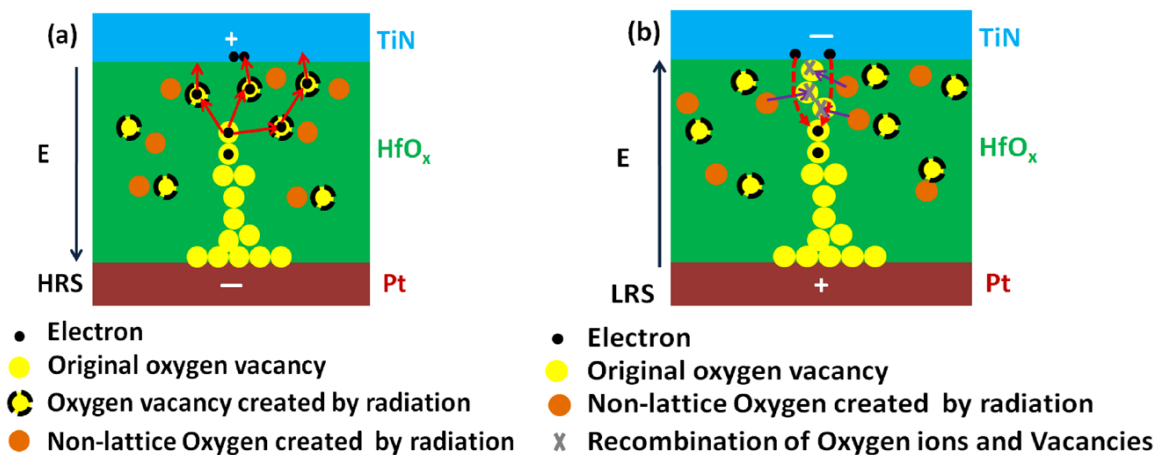 (a)
+
TiN
E
HfOx
HRS
—
Pt
Electron
Original oxygen vacancy
Oxygen vacancy created by radiation
Non-lattice Oxygen created by radiation
(b)
—
TiN
E
HfOx
LRS
+
Pt
Electron
Original oxygen vacancy
Non-lattice Oxygen created by radiation
Recombination of Oxygen ions and Vacancies